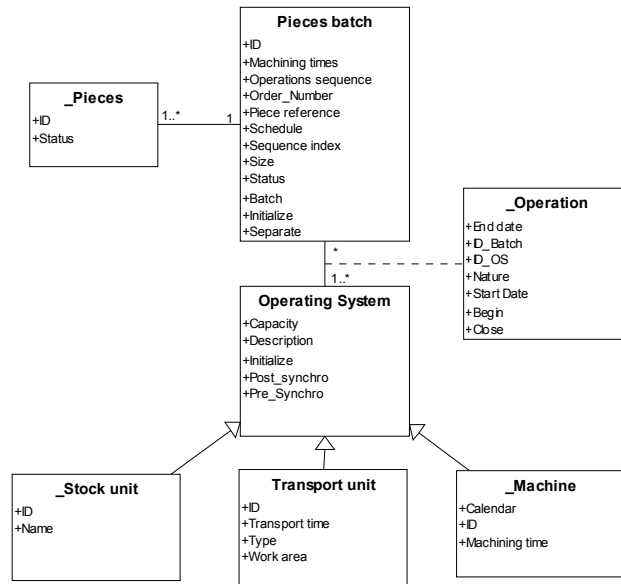 Pieces batch
+ID
+Machining times
+Operations sequence
+Order_Number
+Piece reference
+Schedule
+Sequence index
+Size
+Status
+Batch
+Initialize
+Separate
_Pieces
+ID
+Status
1..*
1
_Operation
+End date
+ID_Batch
+ID_OS
+Nature
+Start Date
+Begin
+Close
*
1..*
Operating System
+Capacity
+Description
+Initialize
+Post_synchro
+Pre_Synchro
_Stock unit
+ID
+Name
Transport unit
+ID
+Transport time
+Type
+Work area
_Machine
+Calendar
+ID
+Machining time